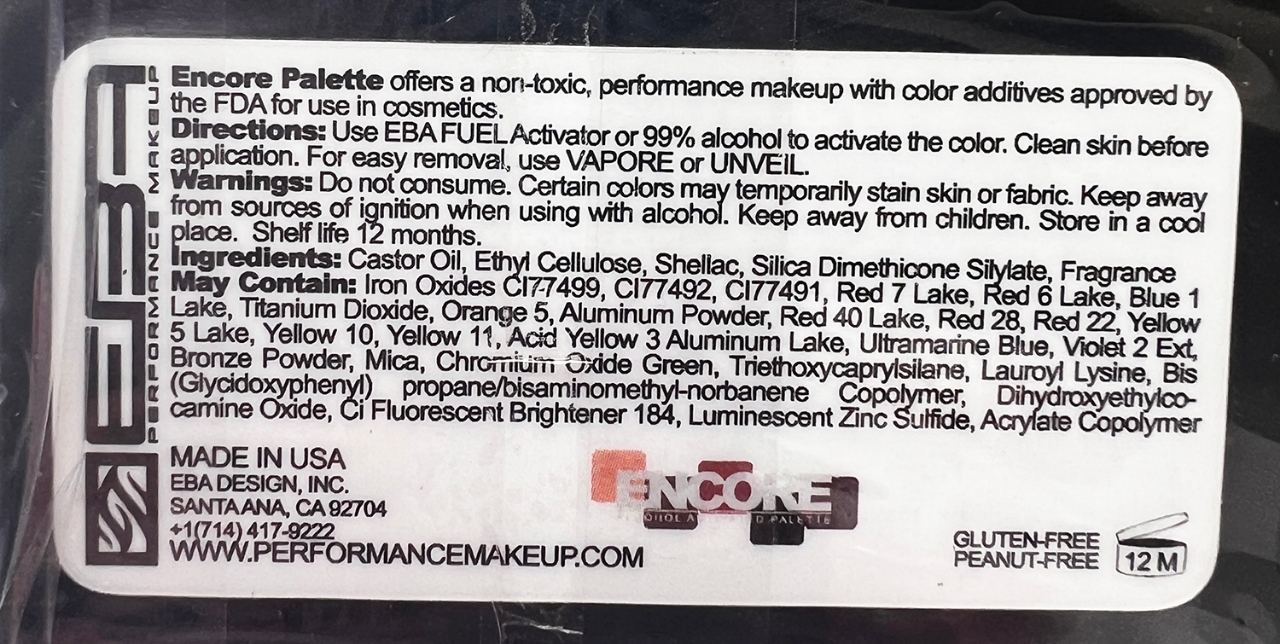 EBA
PERFORMANCE MAKEUP
Encore Palette offers a non-toxic, performance makeup with color additives approved by
the FDA for use in cosmetics.
Directions: Use EBA FUEL Activator or 99% alcohol to activate the color. Clean skin before
application. For easy removal, use VAPORE or UNVEIL.
Warnings: Do not consume. Certain colors may temporarily stain skin or fabric. Keep away
from sources of ignition when using with alcohol. Keep away from children. Store in a cool
place. Shelf life 12 months.
Ingredients: Castor Oil, Ethyl Cellulose, Shellac, Silica Dimethicone Silylate, Fragrance
May Contain: Iron Oxides CI77499, CI77492, CI77491, Red 7 Lake, Red 6 Lake, Blue 1
Lake, Titanium Dioxide, Orange 5, Aluminum Powder, Red 40 Lake, Red 28, Red 22, Yellow
5 Lake, Yellow 10, Yellow 11, Acid Yellow 3 Aluminum Lake, Ultramarine Blue, Violet 2 Ext,
Bronze Powder, Mica, Chromium Oxide Green, Triethoxycaprylsilane, Lauroyl Lysine, Bis
(Glycidoxyphenyl) propane/bisaminomethyl-norbanene Copolymer, Dihydroxyethylco-
camine Oxide, Ci Fluorescent Brightener 184, Luminescent Zinc Sulfide, Acrylate Copolymer
MADE IN USA
EBA DESIGN, INC.
SANTA ANA, CA 92704
+1(714) 417-9222
WWW.PERFORMANCEMAKEUP.COM
ENCORE
PALETTE
GLUTEN-FREE
PEANUT-FREE
12 M